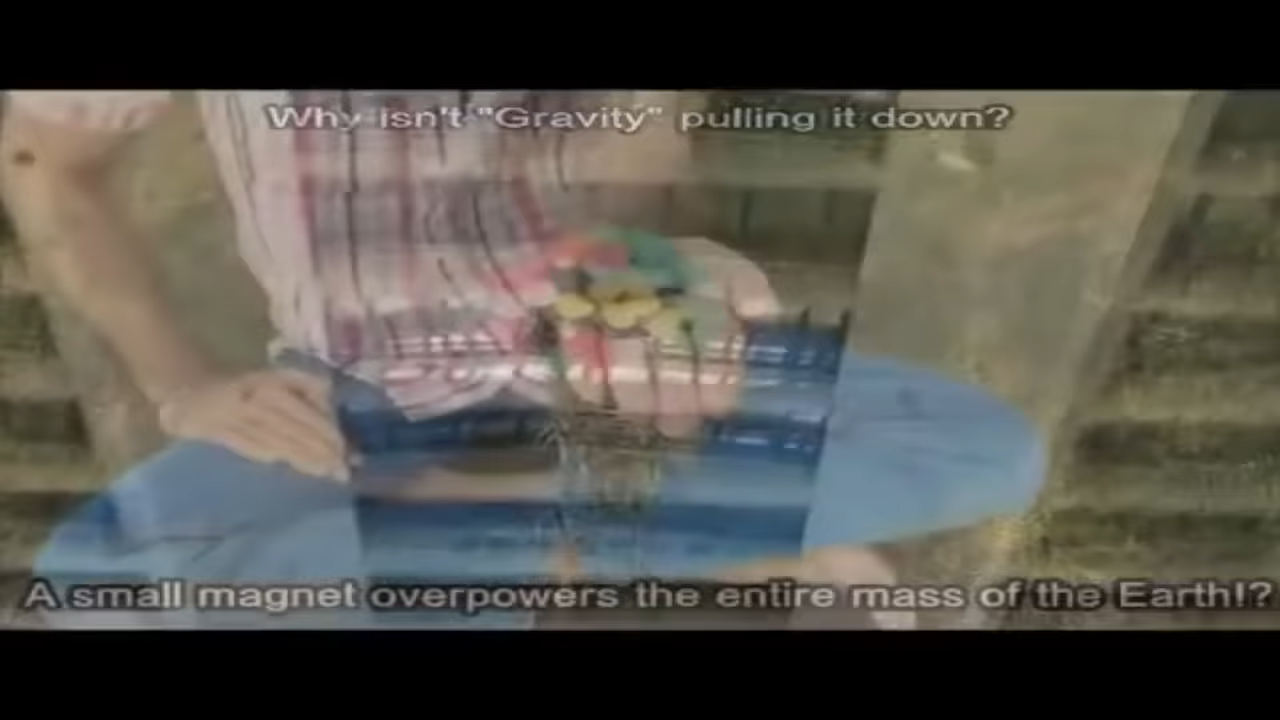 Why isn't "Gravity" pulling it down?
A small magnet overpowers the entire mass of the Earth!?